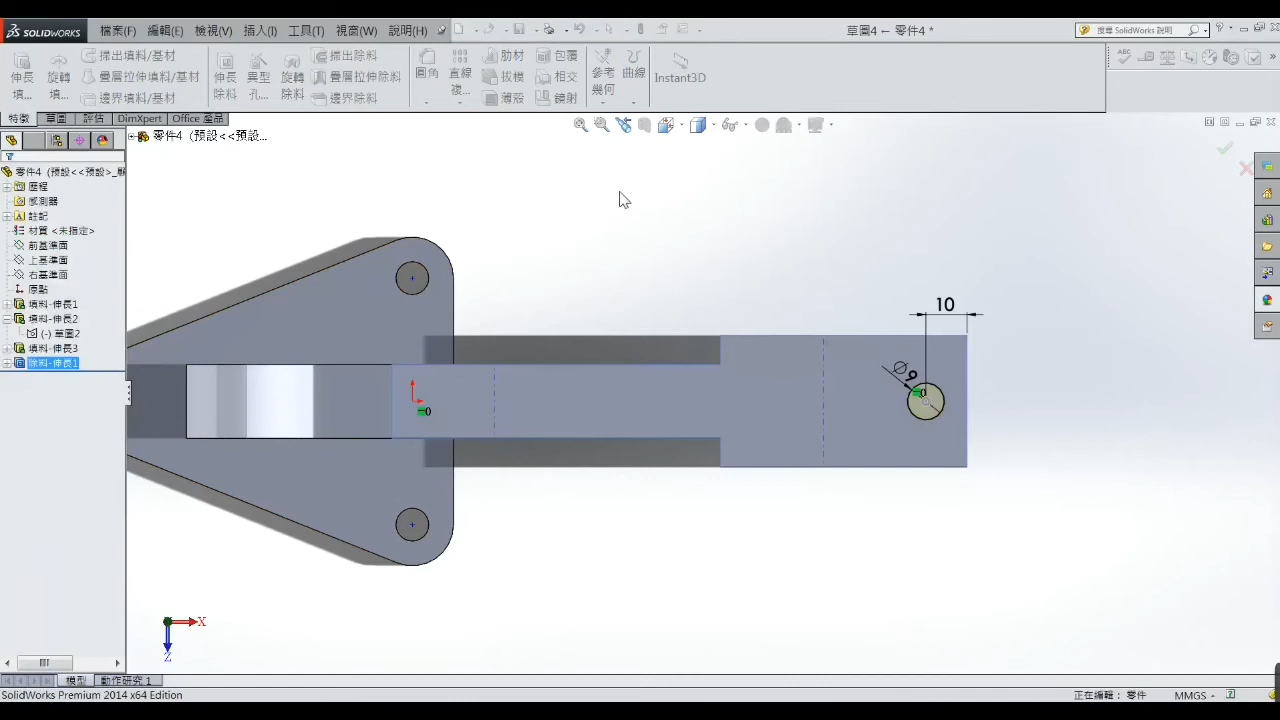 SOLIDWORKS 檔案(F) 編輯(E) 檢視(V) 插入(I) 工具(T) 視窗(W) 說明(H) 草圖4 ← 零件4 * 搜尋 SolidWorks 說明
掃出填料/基材 掃出除料 肋材 包覆
伸長填... 旋轉填... 疊層拉伸填料/基材 伸長除料 異型孔... 旋轉除料 疊層拉伸除料 圓角 直線複... 拔模 相交 參考幾何 曲線 Instant3D
邊界填料/基材 邊界除料 薄殼 鏡射
特徵 草圖 評估 DimXpert Office 產品
零件4 (預設<<預設...
零件4 (預設<<預設>_顯
歷程
感測器
A 註記
材質 <未指定>
前基準面
上基準面
右基準面
原點
填料-伸長1
填料-伸長2
(-) 草圖2
填料-伸長3
除料-伸長1
10
⌀9
0
0
X
Z
模型 動作研究 1
SolidWorks Premium 2014 x64 Edition 正在編輯：零件 MMGS